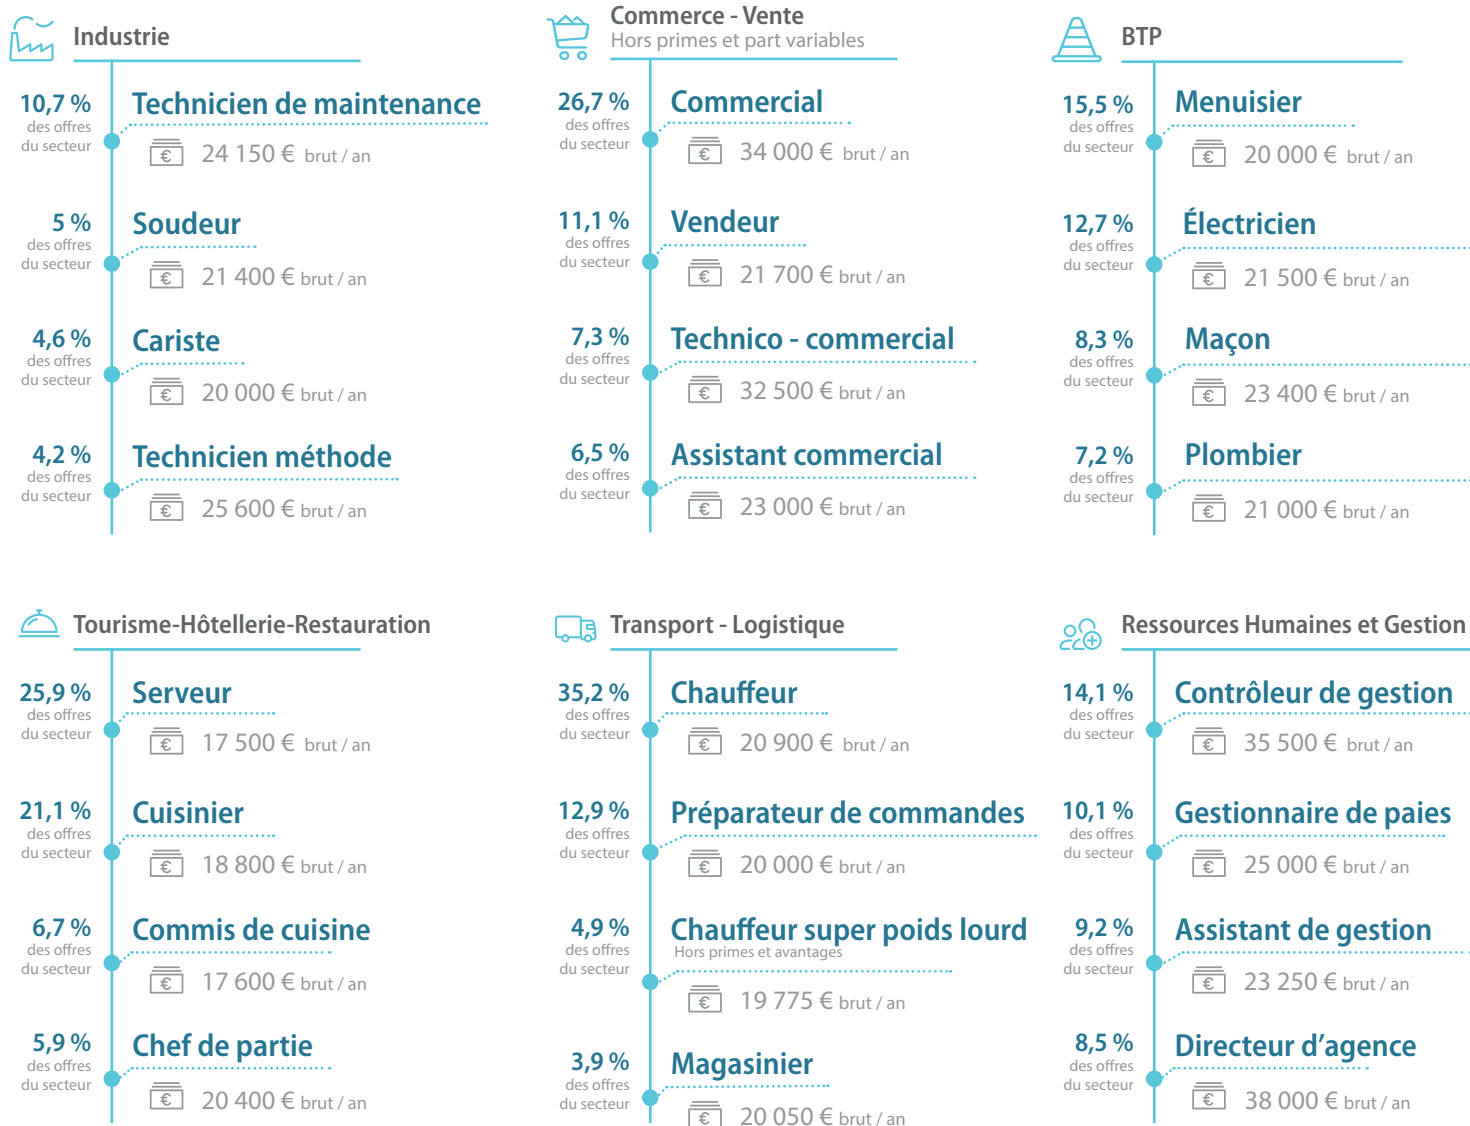 Industrie
10,7 %
des offres
du secteur
Technicien de maintenance
€ 24 150 € brut / an
5 %
des offres
du secteur
Soudeur
€ 21 400 € brut / an
4,6 %
des offres
du secteur
Cariste
€ 20 000 € brut / an
4,2 %
des offres
du secteur
Technicien méthode
€ 25 600 € brut / an
Commerce - Vente
Hors primes et part variables
26,7 %
des offres
du secteur
Commercial
€ 34 000 € brut / an
11,1 %
des offres
du secteur
Vendeur
€ 21 700 € brut / an
7,3 %
des offres
du secteur
Technico - commercial
€ 32 500 € brut / an
6,5 %
des offres
du secteur
Assistant commercial
€ 23 000 € brut / an
BTP
15,5 %
des offres
du secteur
Menuisier
€ 20 000 € brut / an
12,7 %
des offres
du secteur
Électricien
€ 21 500 € brut / an
8,3 %
des offres
du secteur
Maçon
€ 23 400 € brut / an
7,2 %
des offres
du secteur
Plombier
€ 21 000 € brut / an
Tourisme-Hôtellerie-Restauration
25,9 %
des offres
du secteur
Serveur
€ 17 500 € brut / an
21,1 %
des offres
du secteur
Cuisinier
€ 18 800 € brut / an
6,7 %
des offres
du secteur
Commis de cuisine
€ 17 600 € brut / an
5,9 %
des offres
du secteur
Chef de partie
€ 20 400 € brut / an
Transport - Logistique
35,2 %
des offres
du secteur
Chauffeur
€ 20 900 € brut / an
12,9 %
des offres
du secteur
Préparateur de commandes
€ 20 000 € brut / an
4,9 %
des offres
du secteur
Chauffeur super poids lourd
Hors primes et avantages
€ 19 775 € brut / an
3,9 %
des offres
du secteur
Magasinier
€ 20 050 € brut / an
Ressources Humaines et Gestion
14,1 %
des offres
du secteur
Contrôleur de gestion
€ 35 500 € brut / an
10,1 %
des offres
du secteur
Gestionnaire de paies
€ 25 000 € brut / an
9,2 %
des offres
du secteur
Assistant de gestion
€ 23 250 € brut / an
8,5 %
des offres
du secteur
Directeur d’agence
€ 38 000 € brut / an